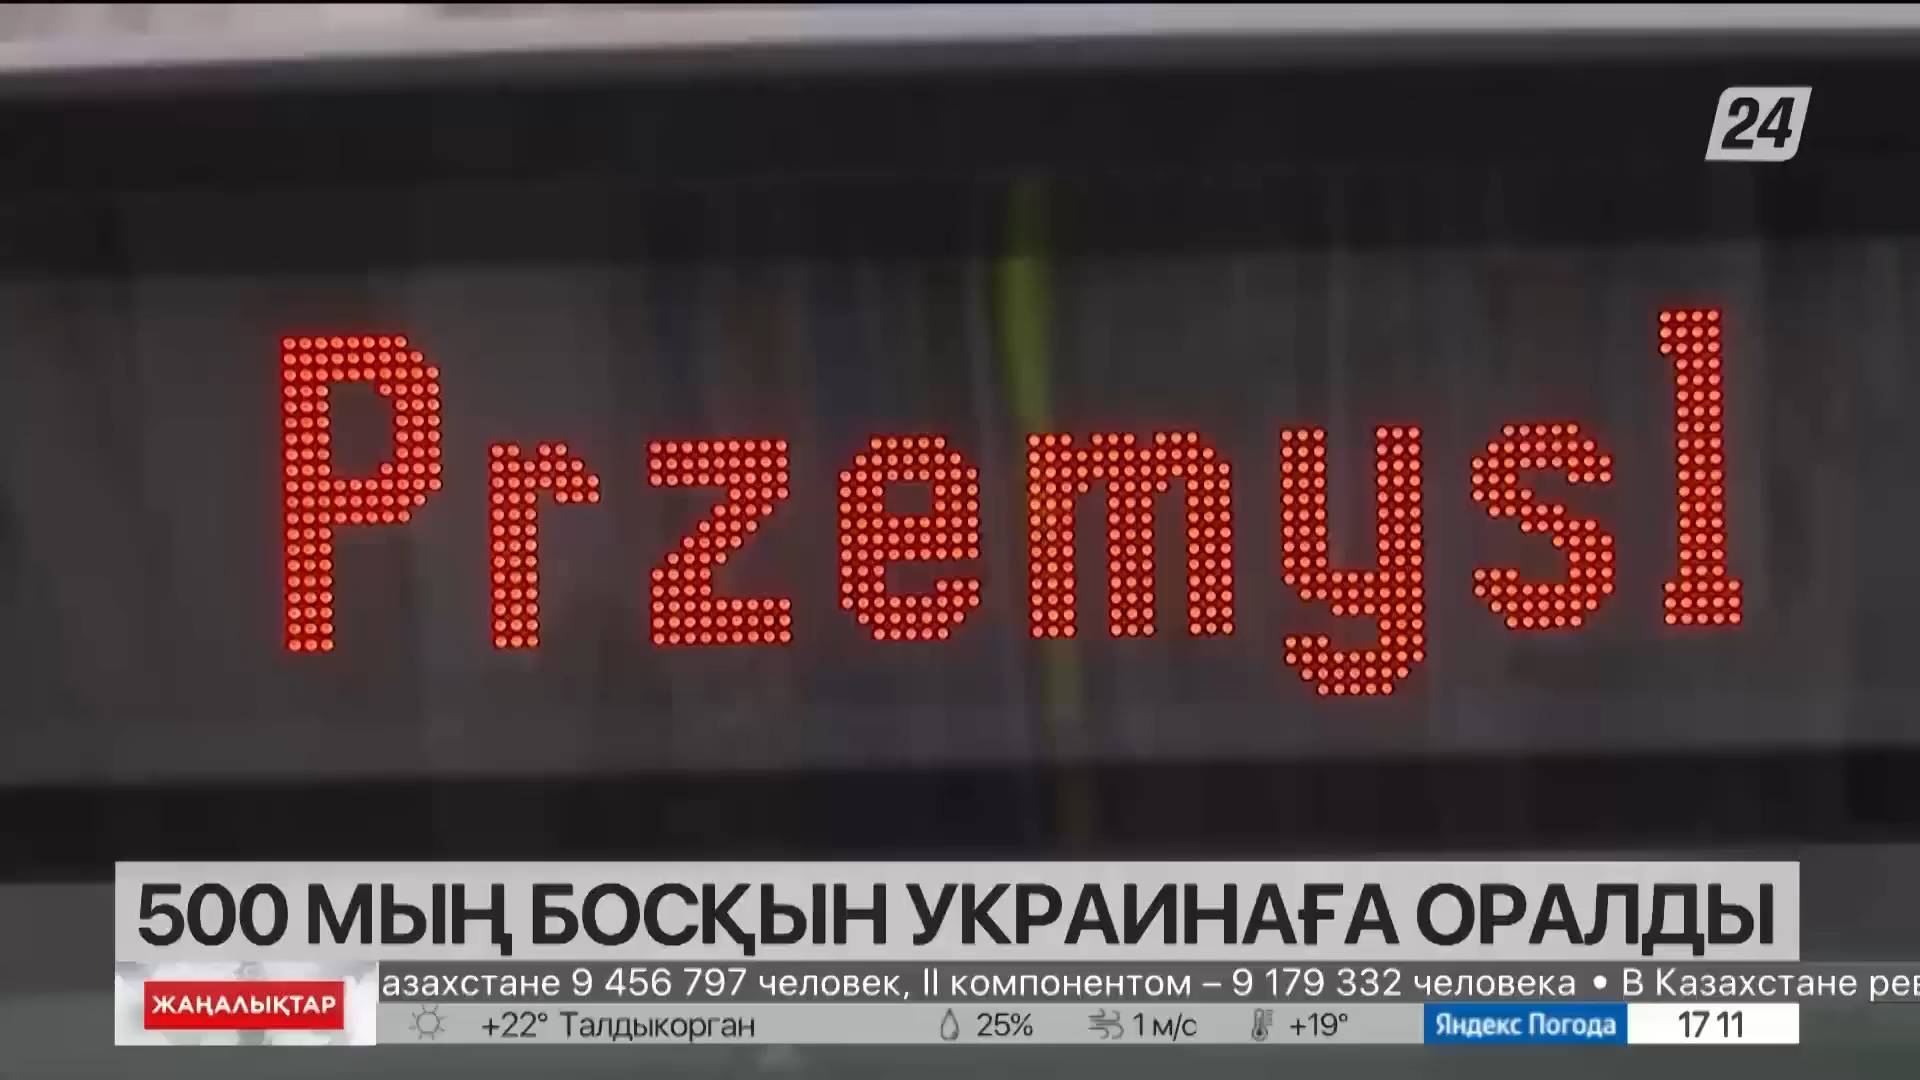 24
Przemysl
500 МЫҢ БОСҚЫН УКРАИНАҒА ОРАЛДЫ
ЖАҢАЛЫҚТАР
азахстане 9 456 797 человек, II компонентом – 9 179 332 человека • В Казахстане рев
+22° Талдыкорган 25% 1 м/с +19° Яндекс Погода 17 11